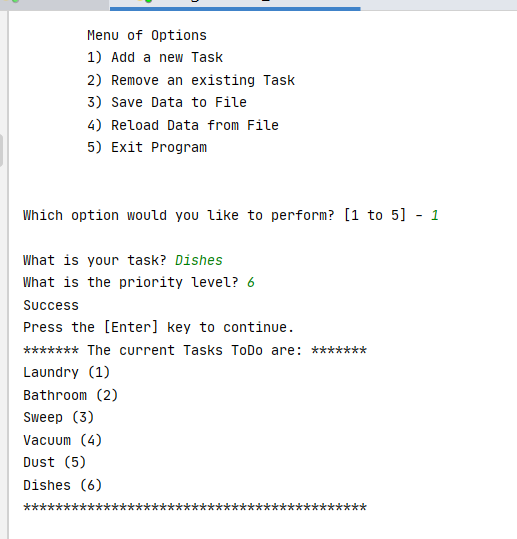 Menu of Options
1) Add a new Task
2) Remove an existing Task
3) Save Data to File
4) Reload Data from File
5) Exit Program
Which option would you like to perform? [1 to 5] - 1
What is your task? Dishes
What is the priority level? 6
Success
Press the [Enter] key to continue.
******* The current Tasks ToDo are: *******
Laundry (1)
Bathroom (2)
Sweep (3)
Vacuum (4)
Dust (5)
Dishes (6)
*******************************************